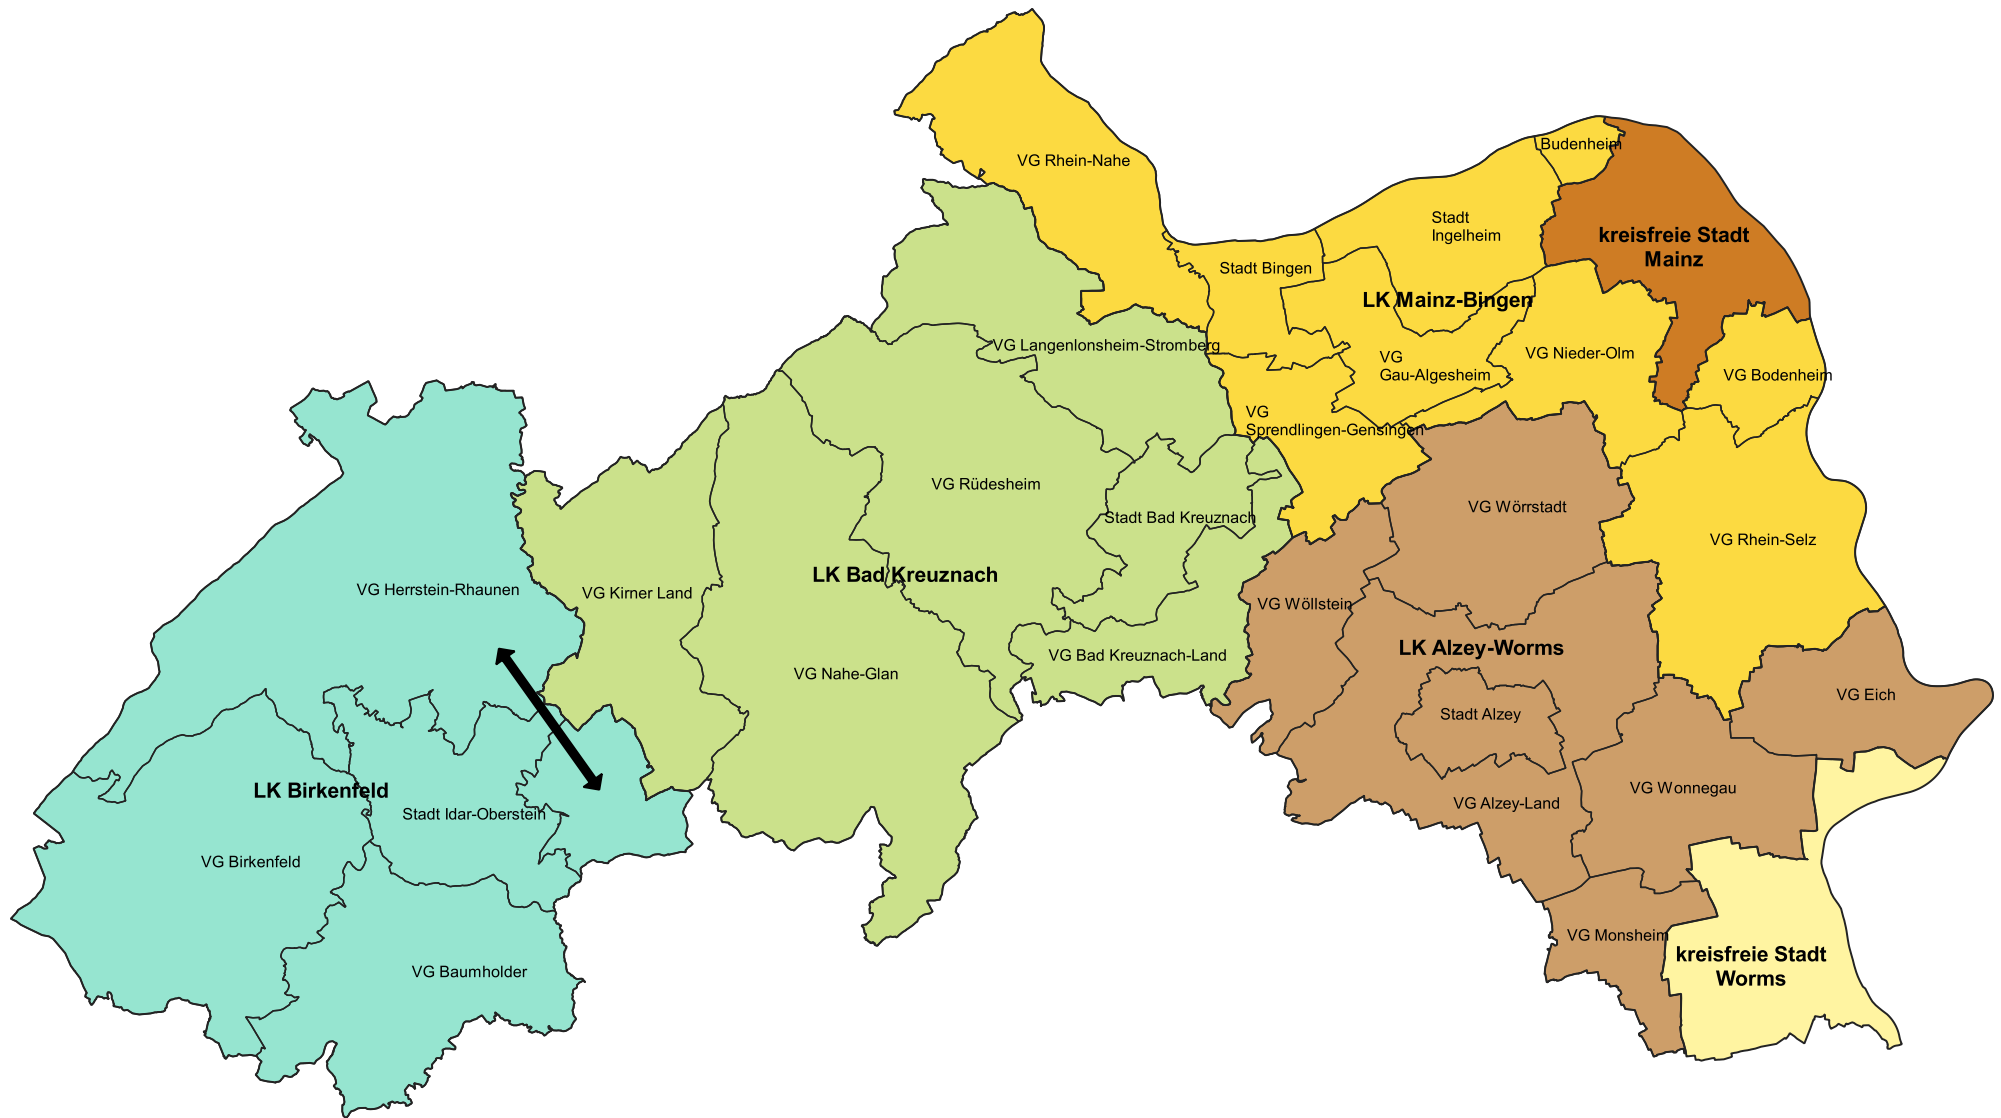 VG Rhein-Nahe
Budenheim
Stadt
Ingelheim
kreisfreie Stadt
Mainz
Stadt Bingen
LK Mainz-Bingen
VG Langenlonsheim-Stromberg
VG
Gau-Algesheim
VG Nieder-Olm
VG Bodenheim
VG
Sprendlingen-Gensingen
VG Rüdesheim
Stadt Bad Kreuznach
VG Wörrstadt
VG Rhein-Selz
LK Bad Kreuznach
VG Herrstein-Rhaunen
VG Kirner Land
VG Wöllstein
VG Bad Kreuznach-Land
LK Alzey-Worms
VG Nahe-Glan
VG Eich
Stadt Alzey
LK Birkenfeld
VG Wonnegau
VG Alzey-Land
Stadt Idar-Oberstein
VG Birkenfeld
VG Monsheim
kreisfreie Stadt
Worms
VG Baumholder